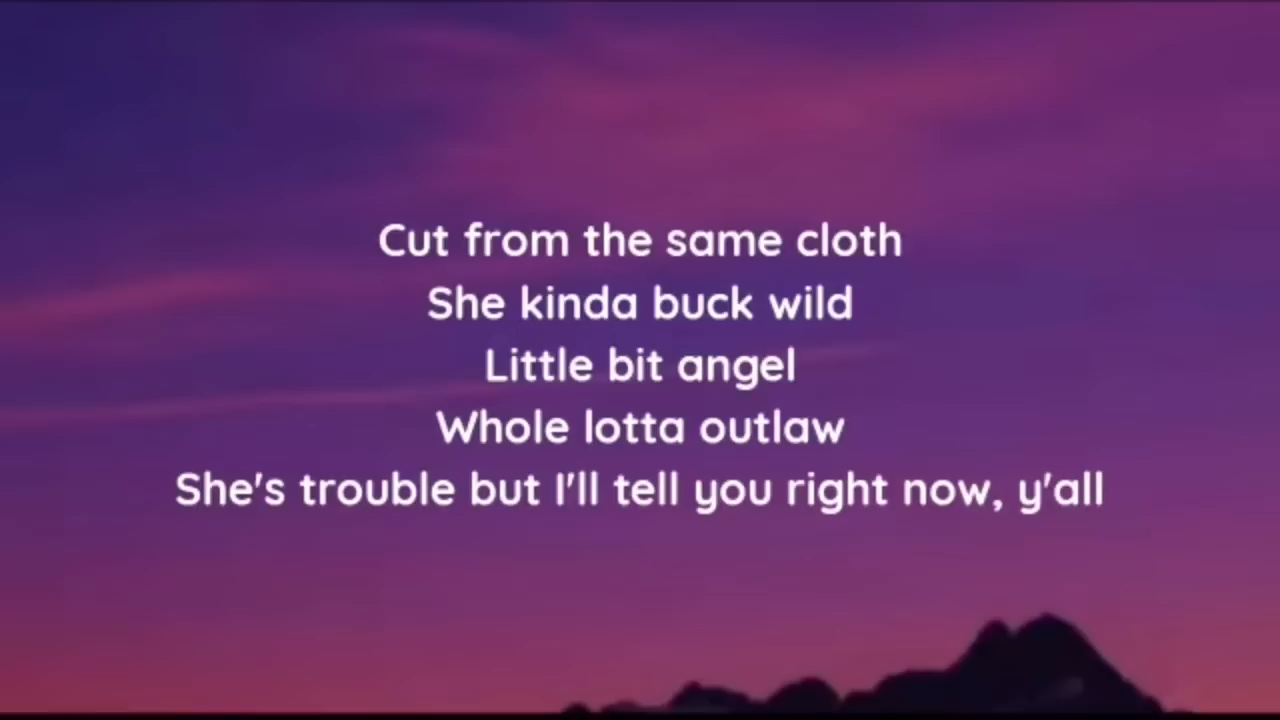 Cut from the same cloth
She kinda buck wild
Little bit angel
Whole lotta outlaw
She's trouble but I'll tell you right now, y'all